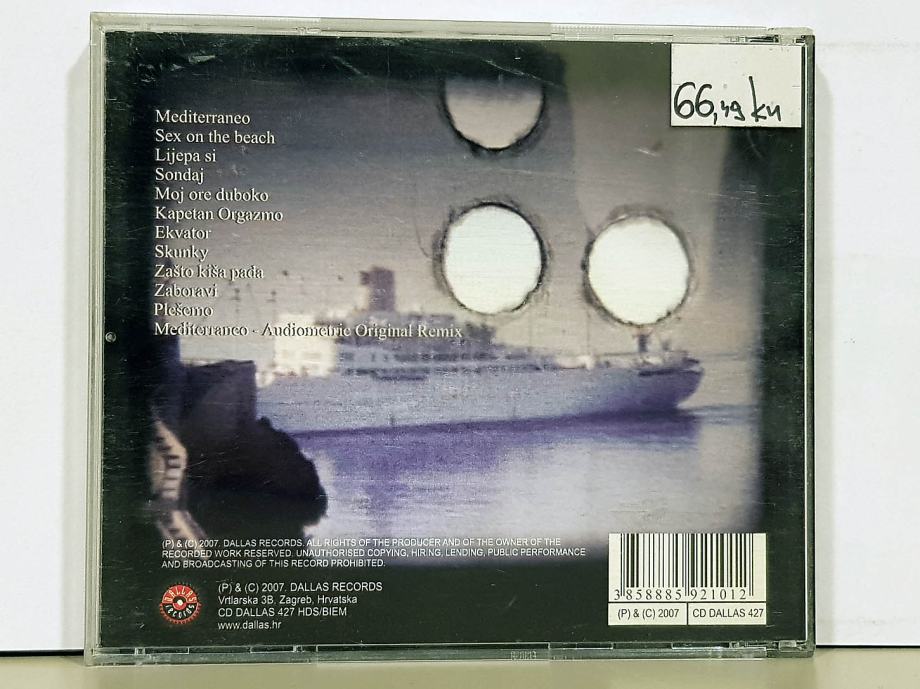 66,49 kn
Mediterraneo
Sex on the beach
Lijepa si
Sondaj
Moj ore duboko
Kapetan Orgazmo
Ekvator
Skunky
Zašto kiša pada
Zaboravi
Plešemo
Mediterraneo - Audiometric Original Remix
(P) & (C) 2007. DALLAS RECORDS. ALL RIGHTS OF THE PRODUCER AND OF THE OWNER OF THE
RECORDED WORK RESERVED. UNAUTHORISED COPYING, HIRING, LENDING, PUBLIC PERFORMANCE
AND BROADCASTING OF THIS RECORD PROHIBITED.
DALLAS
RECORDS
(P) & (C) 2007. DALLAS RECORDS
Vrtlarska 3B, Zagreb, Hrvatska
CD DALLAS 427 HDS/BIEM
www.dallas.hr
3 858885 921012
(P) & (C) 2007 CD DALLAS 427